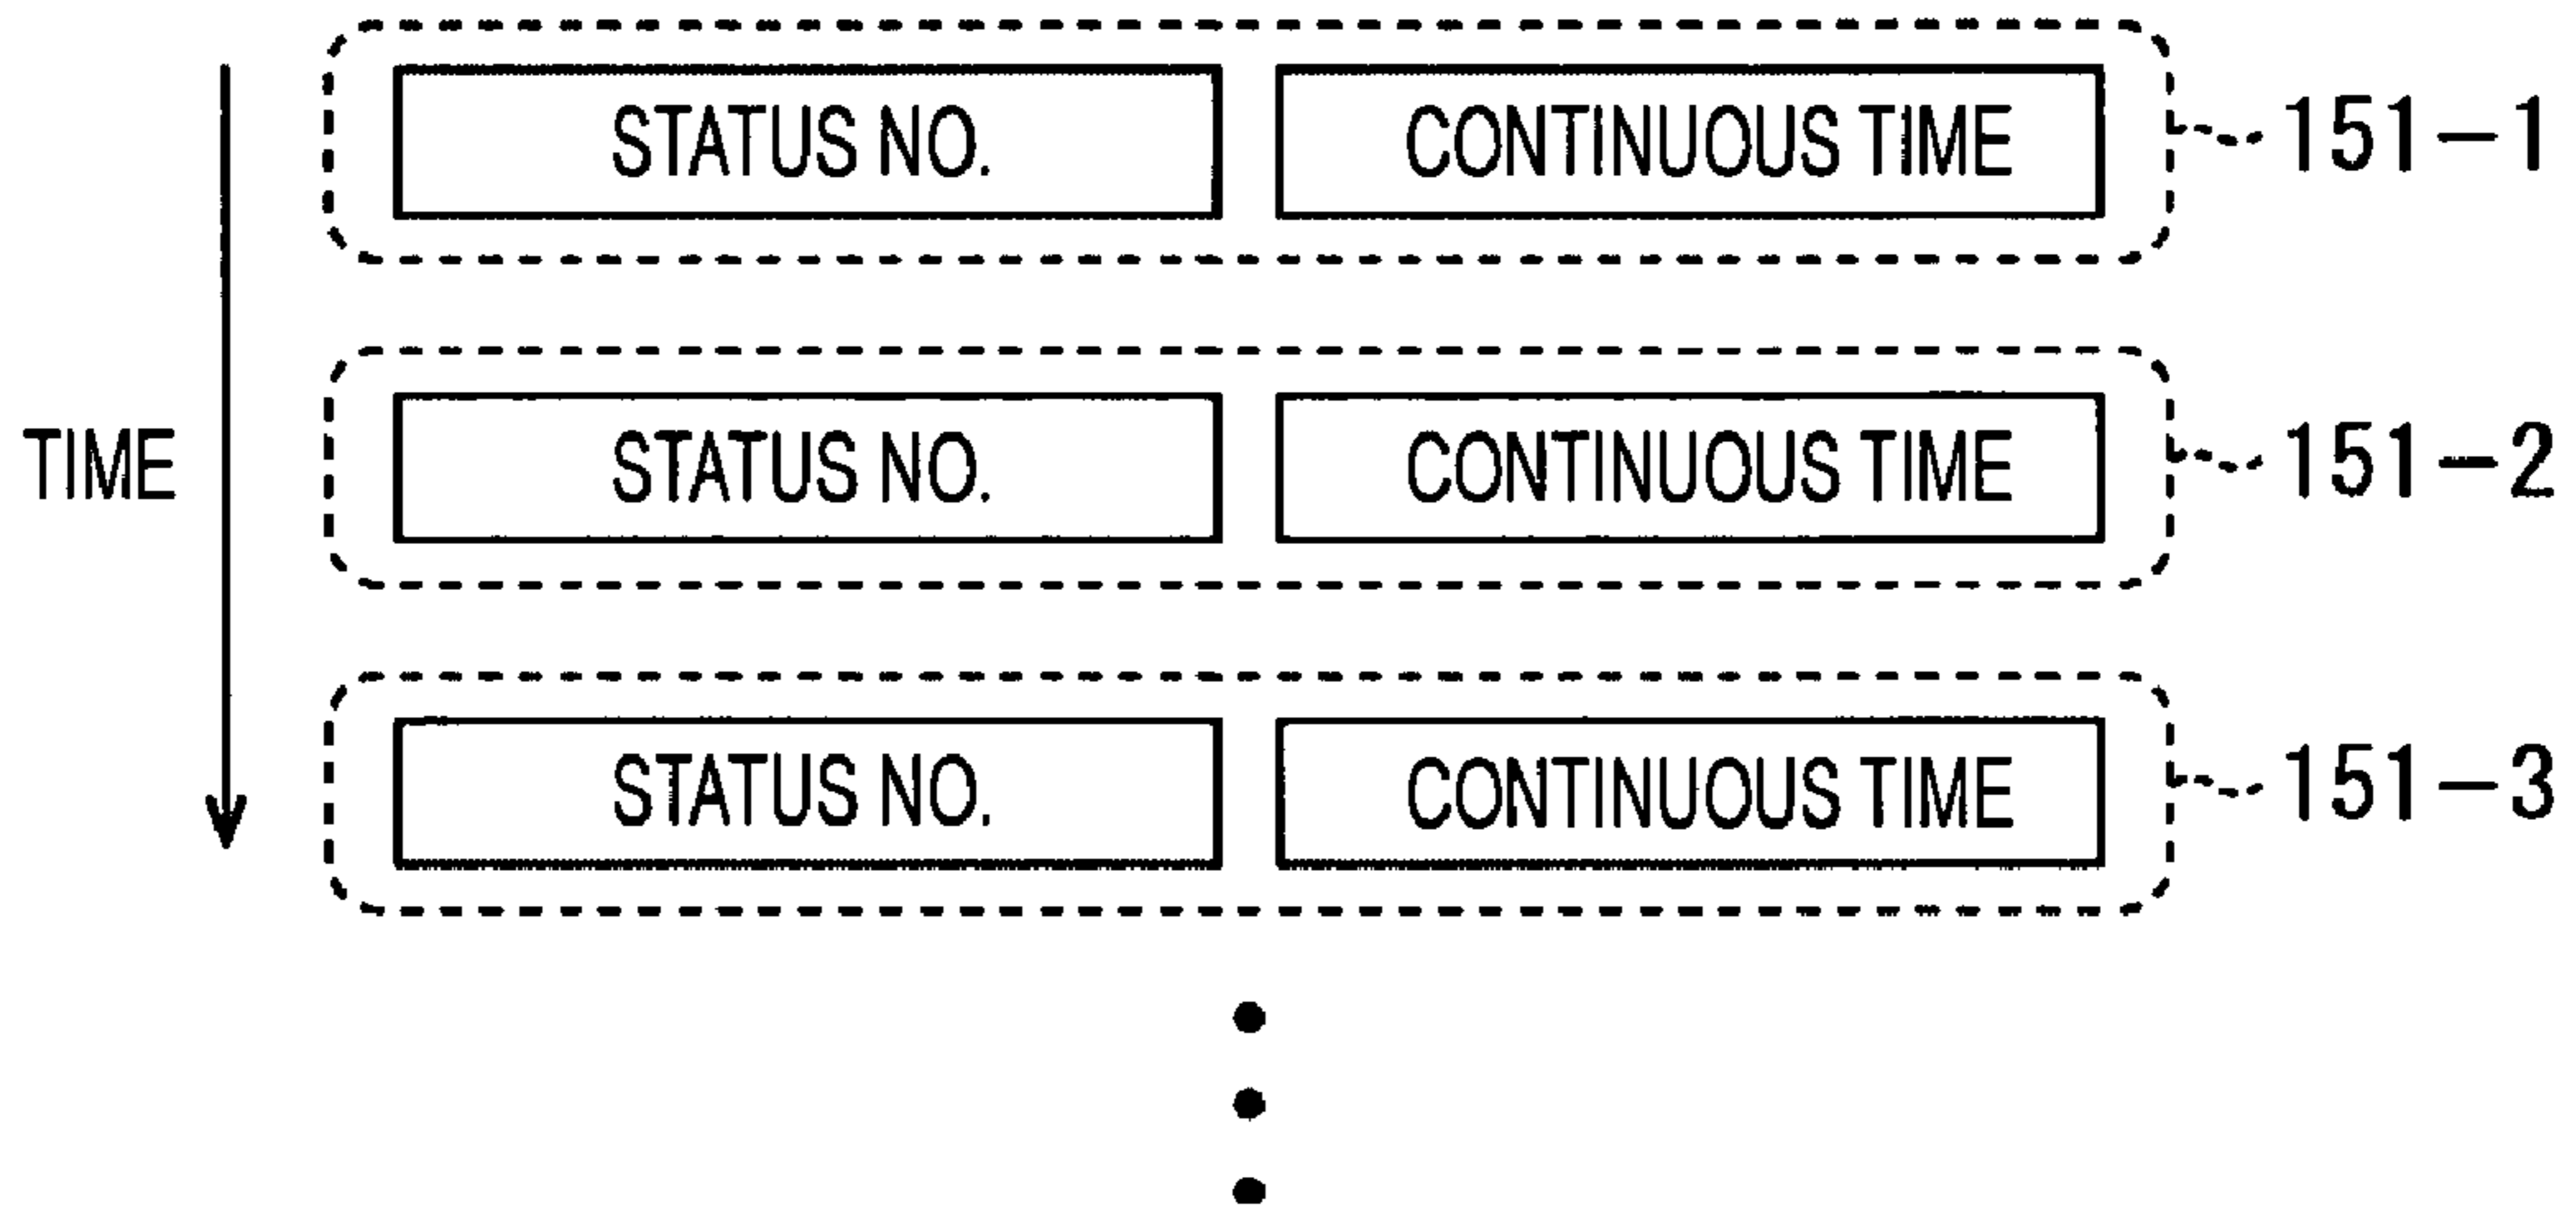 STATUS NO. CONTINUOUS TIME 151-1
TIME
STATUS NO. CONTINUOUS TIME 151-2
STATUS NO. CONTINUOUS TIME 151-3